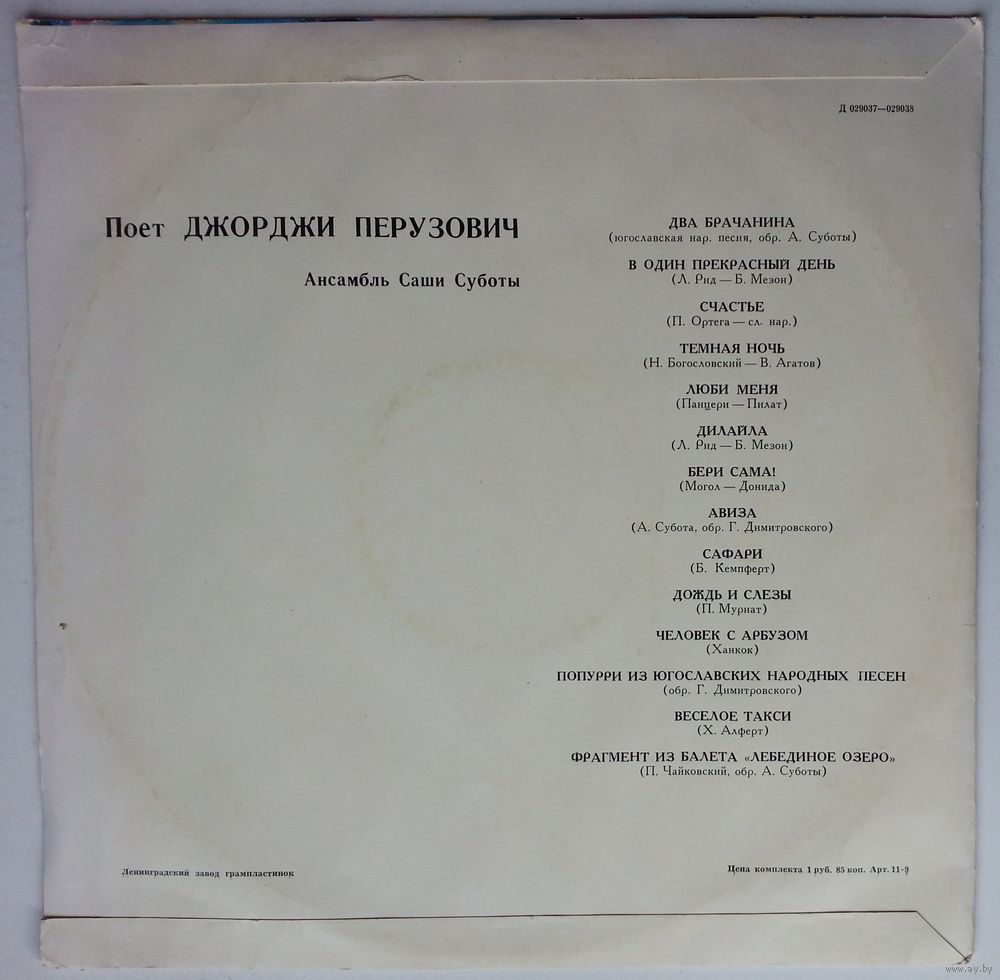 Д 029037—029038
Поет ДЖОРДЖИ ПЕРУЗОВИЧ
Ансамбль Саши Суботы
ДВА БРАЧАНИНА
(югославская нар. песня, обр. А. Суботы)
В ОДИН ПРЕКРАСНЫЙ ДЕНЬ
(Л. Рид — Б. Мезон)
СЧАСТЬЕ
(П. Ортега — сл. нар.)
ТЕМНАЯ НОЧЬ
(Н. Богословский — В. Агатов)
ЛЮБИ МЕНЯ
(Панцери — Пилат)
ДИЛАЙЛА
(Л. Рид — Б. Мезон)
БЕРИ САМА!
(Могол — Донида)
АВИЗА
(А. Субота, обр. Г. Димитровского)
САФАРИ
(Б. Кемпферт)
ДОЖДЬ И СЛЕЗЫ
(П. Муриат)
ЧЕЛОВЕК С АРБУЗОМ
(Ханкок)
ПОПУРРИ ИЗ ЮГОСЛАВСКИХ НАРОДНЫХ ПЕСЕН
(обр. Г. Димитровского)
ВЕСЕЛОЕ ТАКСИ
(Х. Алферт)
ФРАГМЕНТ ИЗ БАЛЕТА «ЛЕБЕДИНОЕ ОЗЕРО»
(П. Чайковский, обр. А. Суботы)
Ленинградский завод грампластинок
Цена комплекта 1 руб. 85 коп. Арт. 11-9
www.ay.by